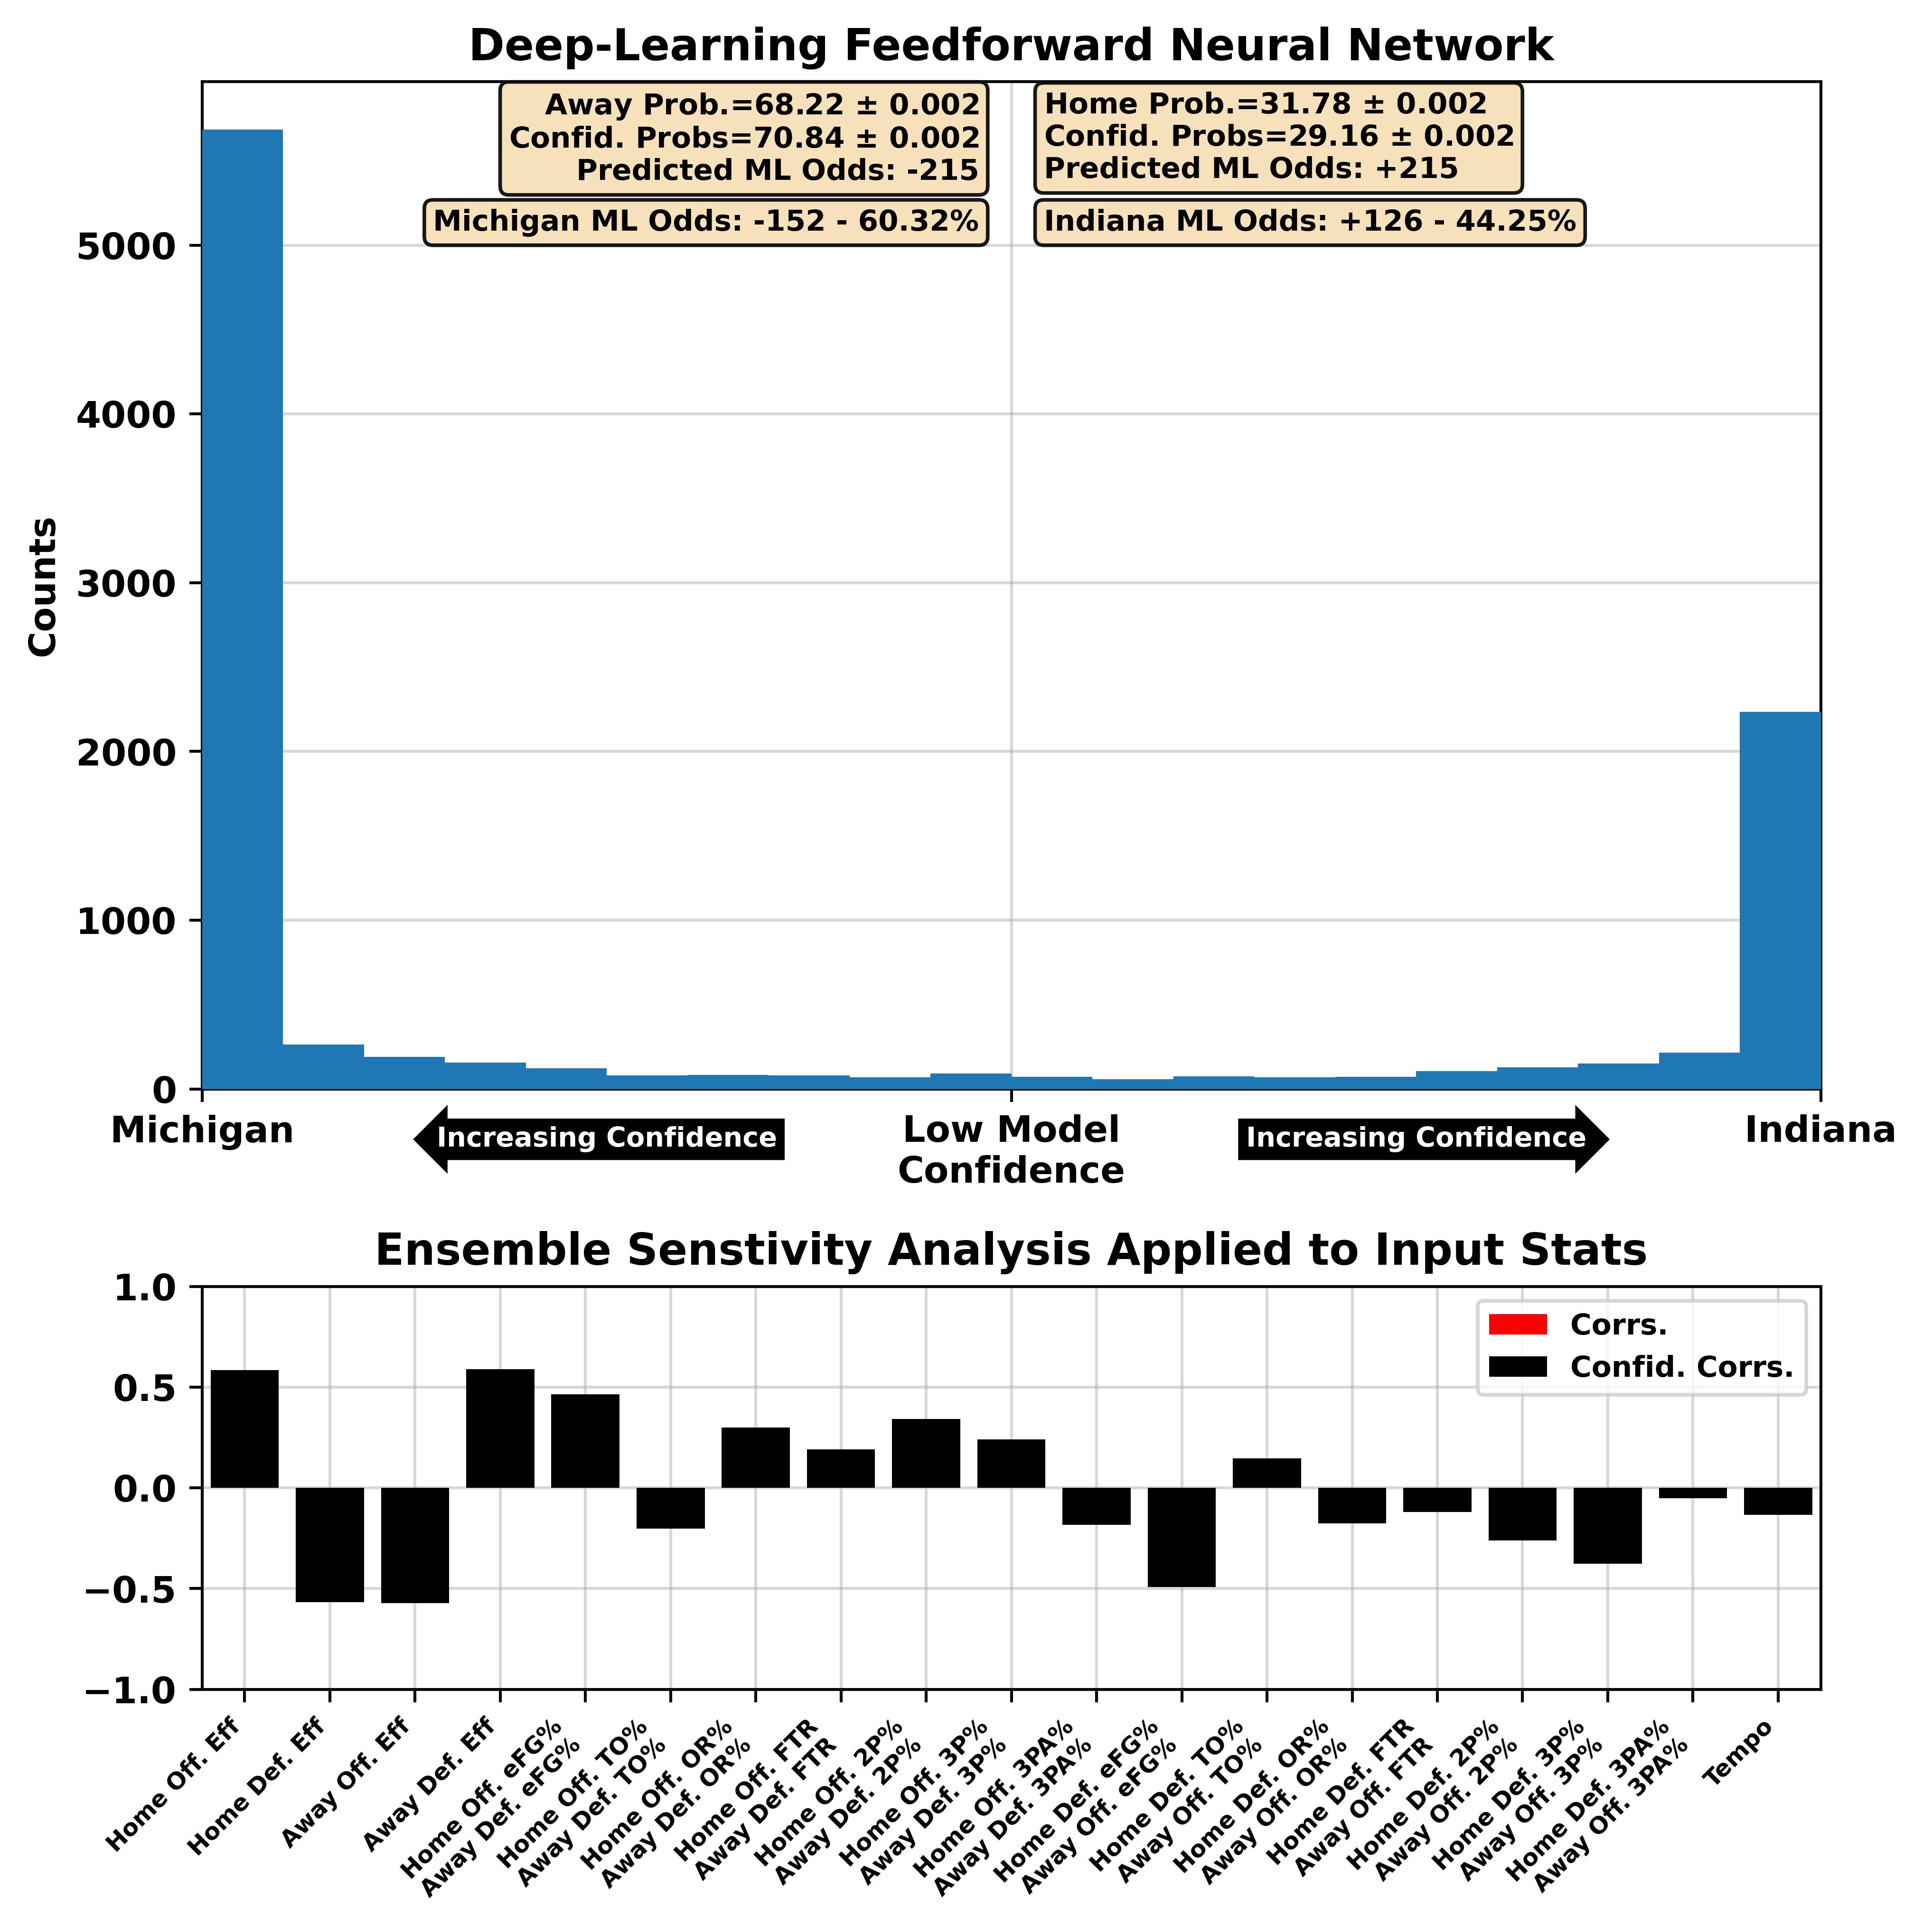 Deep-Learning Feedforward Neural Network
Away Prob.=68.22 ± 0.002
Confid. Probs=70.84 ± 0.002
Predicted ML Odds: -215
Home Prob.=31.78 ± 0.002
Confid. Probs=29.16 ± 0.002
Predicted ML Odds: +215
Michigan ML Odds: -152 - 60.32%
Indiana ML Odds: +126 - 44.25%
Counts
5000
4000
3000
2000
1000
0
Michigan
Increasing Confidence
Low Model
Confidence
Increasing Confidence
Indiana
Ensemble Senstivity Analysis Applied to Input Stats
1.0
0.5
0.0
−0.5
−1.0
Corrs.
Confid. Corrs.
Home Off. Eff
Home Def. Eff
Away Off. Eff
Away Def. Eff
Home Off. eFG%
Away Def. eFG%
Home Off. TO%
Away Def. TO%
Home Off. OR%
Away Def. OR%
Home Off. FTR
Away Def. FTR
Home Off. 2P%
Away Def. 2P%
Home Off. 3P%
Away Def. 3P%
Home Off. 3PA%
Away Def. 3PA%
Home Def. eFG%
Away Off. eFG%
Home Def. TO%
Away Off. TO%
Home Def. OR%
Away Off. OR%
Home Def. FTR
Away Off. FTR
Home Def. 2P%
Away Off. 2P%
Home Def. 3P%
Away Off. 3P%
Home Def. 3PA%
Away Off. 3PA%
Tempo